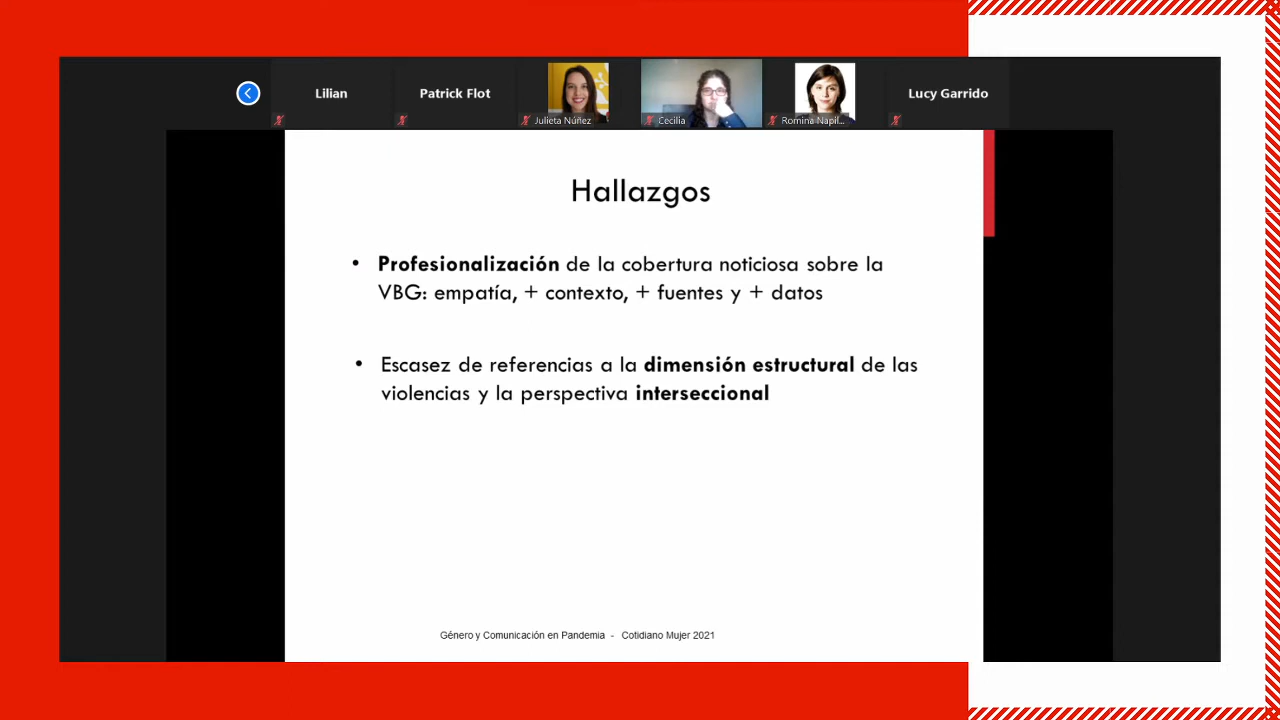 Lilian
Patrick Flot
Lucy Garrido
Julieta Núñez
Cecilia
Romina Napil...
Hallazgos
• Profesionalización de la cobertura noticiosa sobre la
VBG: empatía, + contexto, + fuentes y + datos
• Escasez de referencias a la dimensión estructural de las
violencias y la perspectiva interseccional
Género y Comunicación en Pandemia - Cotidiano Mujer 2021